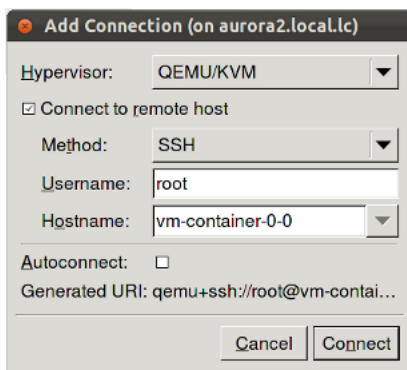 Add Connection (on aurora2.local.lc)
Hypervisor: QEMU/KVM
Connect to remote host
Method: SSH
Username: root
Hostname: vm-container-0-0
Autoconnect:
Generated URI: qemu+ssh://root@vm-contai...
Cancel Connect